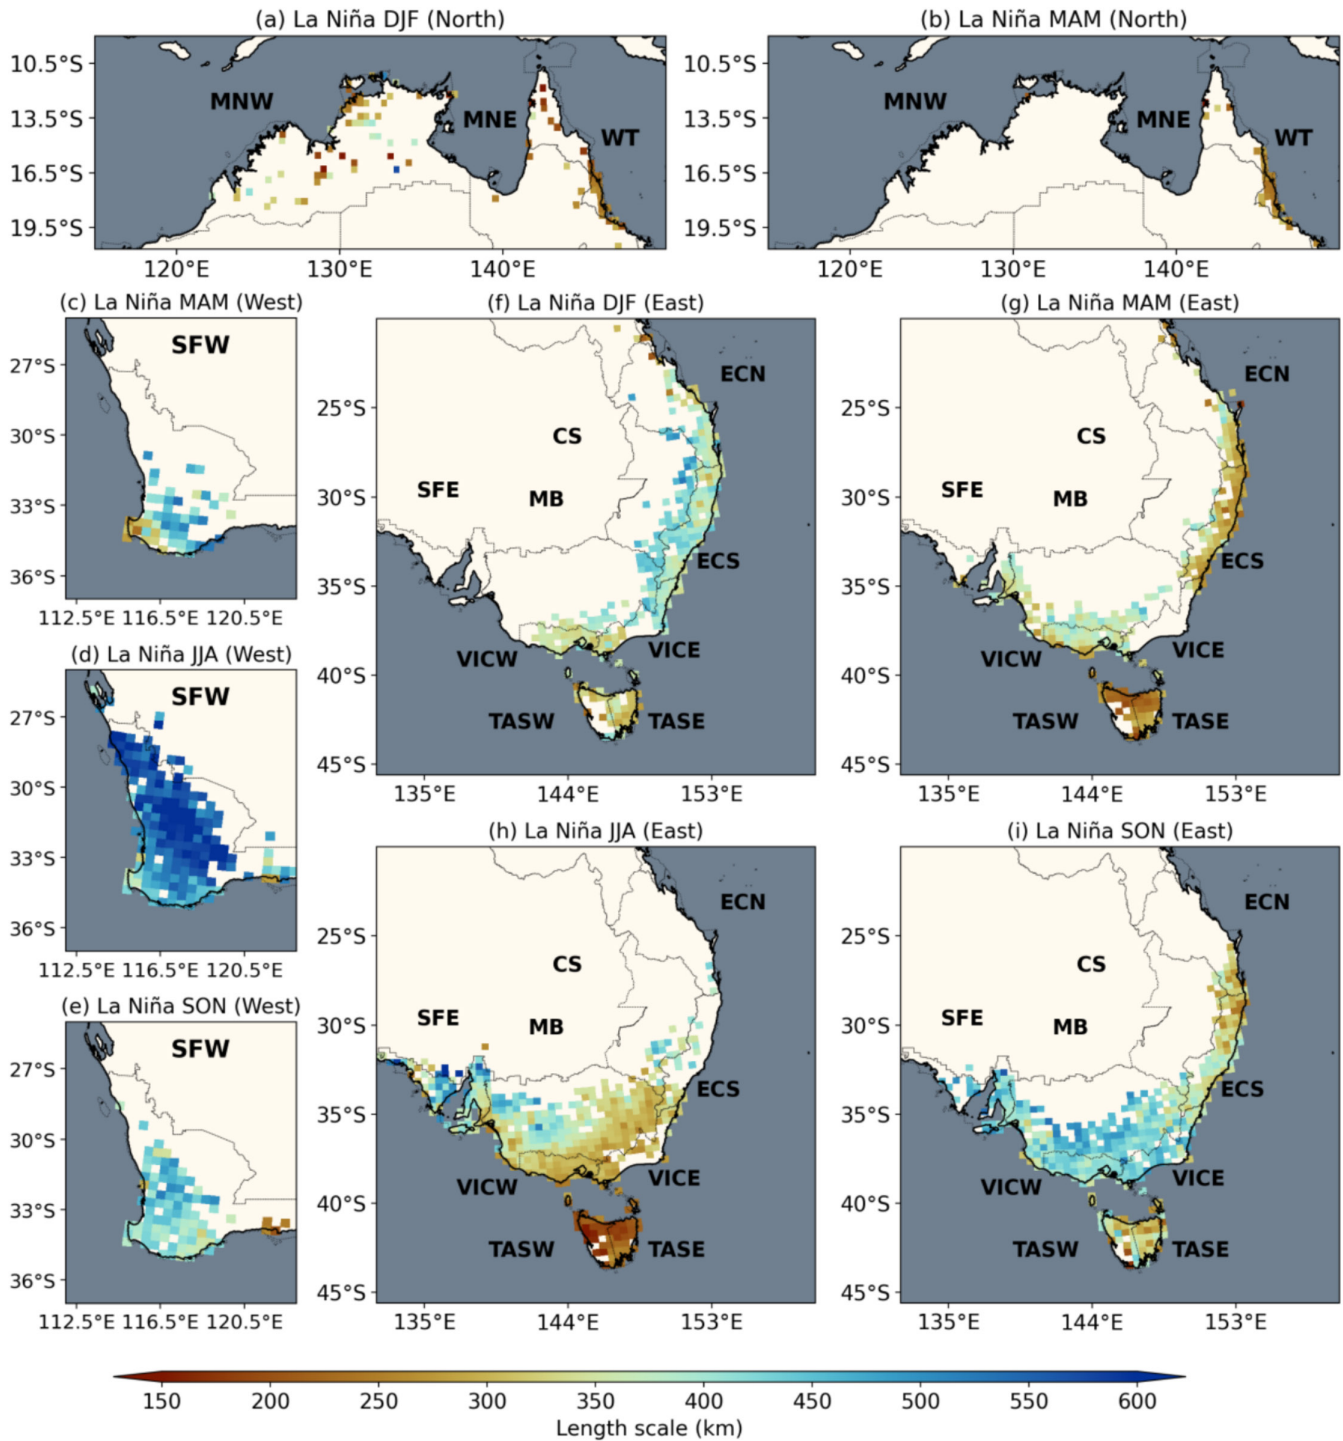 (a) La Niña DJF (North)
(b) La Niña MAM (North)
10.5°S
13.5°S
16.5°S
19.5°S
MNW
MNE
WT
120°E 130°E 140°E
10.5°S
13.5°S
16.5°S
19.5°S
MNW
MNE
WT
120°E 130°E 140°E
(c) La Niña MAM (West)
SFW
27°S
30°S
33°S
36°S
112.5°E 116.5°E 120.5°E
(f) La Niña DJF (East)
25°S
30°S
35°S
40°S
45°S
ECN
CS
SFE
MB
ECS
VICW
VICE
TASW
TASE
135°E 144°E 153°E
(g) La Niña MAM (East)
25°S
30°S
35°S
40°S
45°S
ECN
CS
SFE
MB
ECS
VICW
VICE
TASW
TASE
135°E 144°E 153°E
(d) La Niña JJA (West)
SFW
27°S
30°S
33°S
36°S
112.5°E 116.5°E 120.5°E
(e) La Niña SON (West)
SFW
27°S
30°S
33°S
36°S
112.5°E 116.5°E 120.5°E
(h) La Niña JJA (East)
25°S
30°S
35°S
40°S
45°S
ECN
CS
SFE
MB
ECS
VICW
VICE
TASW
TASE
135°E 144°E 153°E
(i) La Niña SON (East)
25°S
30°S
35°S
40°S
45°S
ECN
CS
SFE
MB
ECS
VICW
VICE
TASW
TASE
135°E 144°E 153°E
150 200 250 300 350 400 450 500 550 600
Length scale (km)